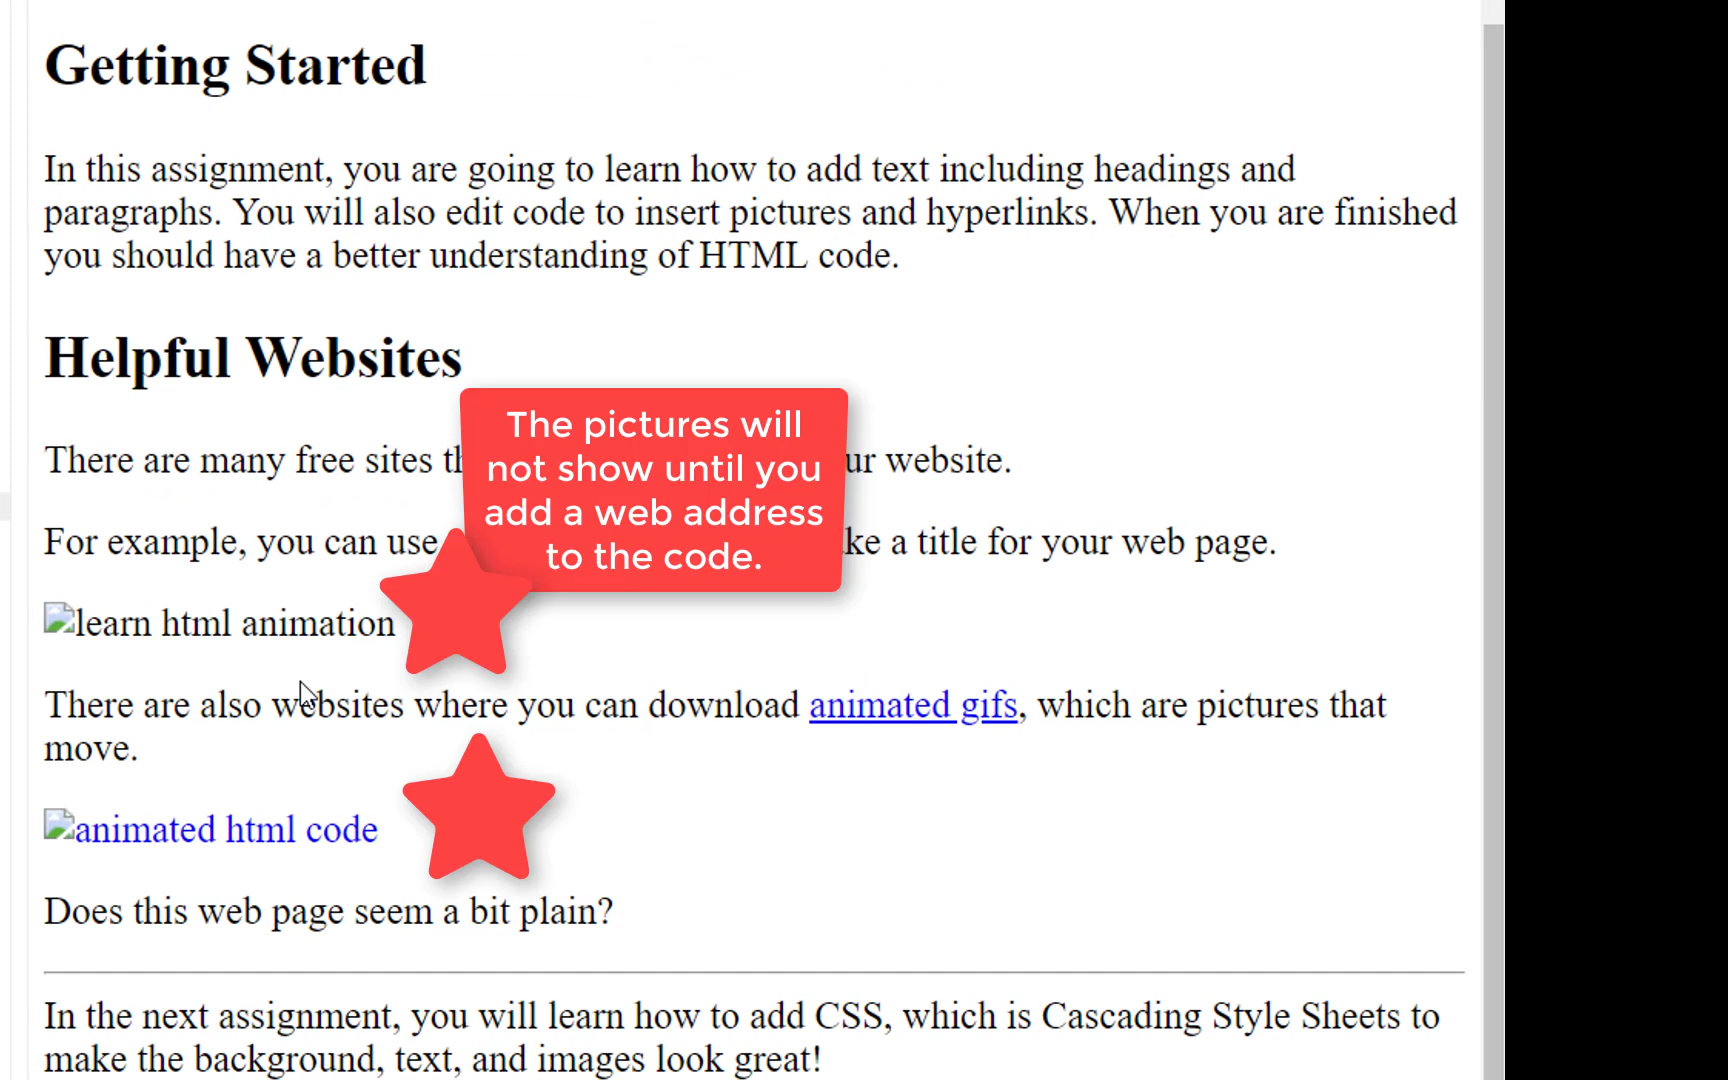 Getting Started
In this assignment, you are going to learn how to add text including headings and
paragraphs. You will also edit code to insert pictures and hyperlinks. When you are finished
you should have a better understanding of HTML code.
Helpful Websites
There are many free sites
ur website.
For example, you can use
ke a title for your web page.
The pictures will
not show until you
add a web address
to the code.
learn html animation
There are also websites where you can download animated gifs, which are pictures that
move.
animated html code
Does this web page seem a bit plain?
In the next assignment, you will learn how to add CSS, which is Cascading Style Sheets to
make the background, text, and images look great!